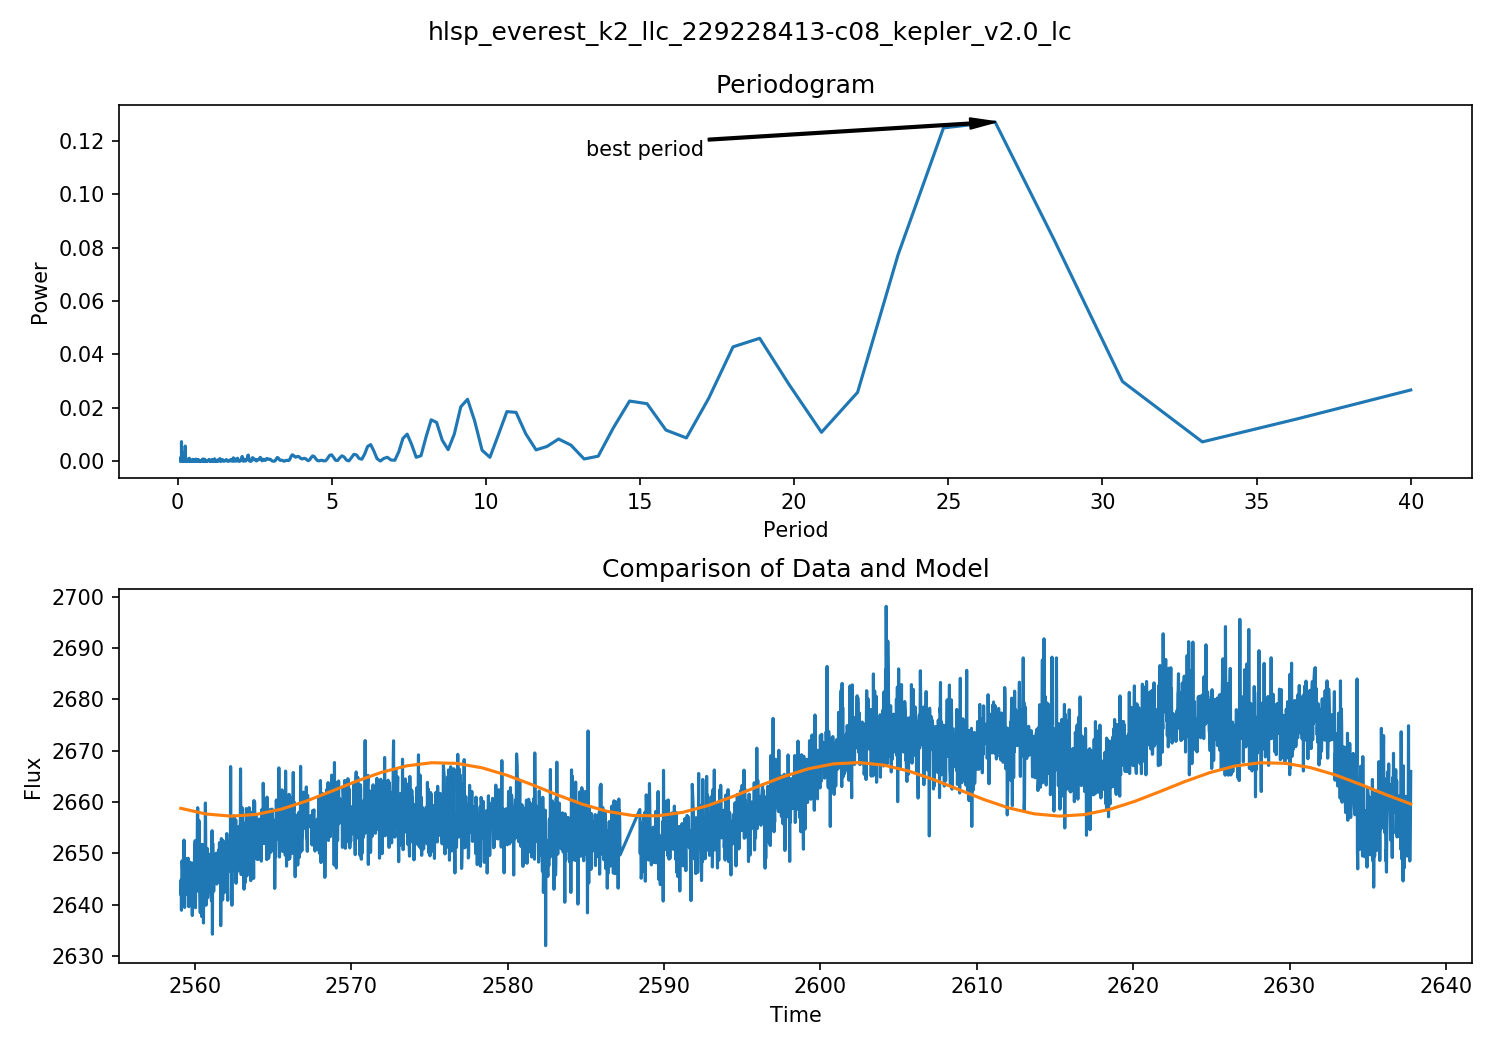 hlsp_everest_k2_llc_229228413-c08_kepler_v2.0_lc
Periodogram
Power
0.12
0.10
0.08
0.06
0.04
0.02
0.00
best period
0 5 10 15 20 25 30 35 40
Period
Comparison of Data and Model
Flux
2700
2690
2680
2670
2660
2650
2640
2630
2560 2570 2580 2590 2600 2610 2620 2630 2640
Time